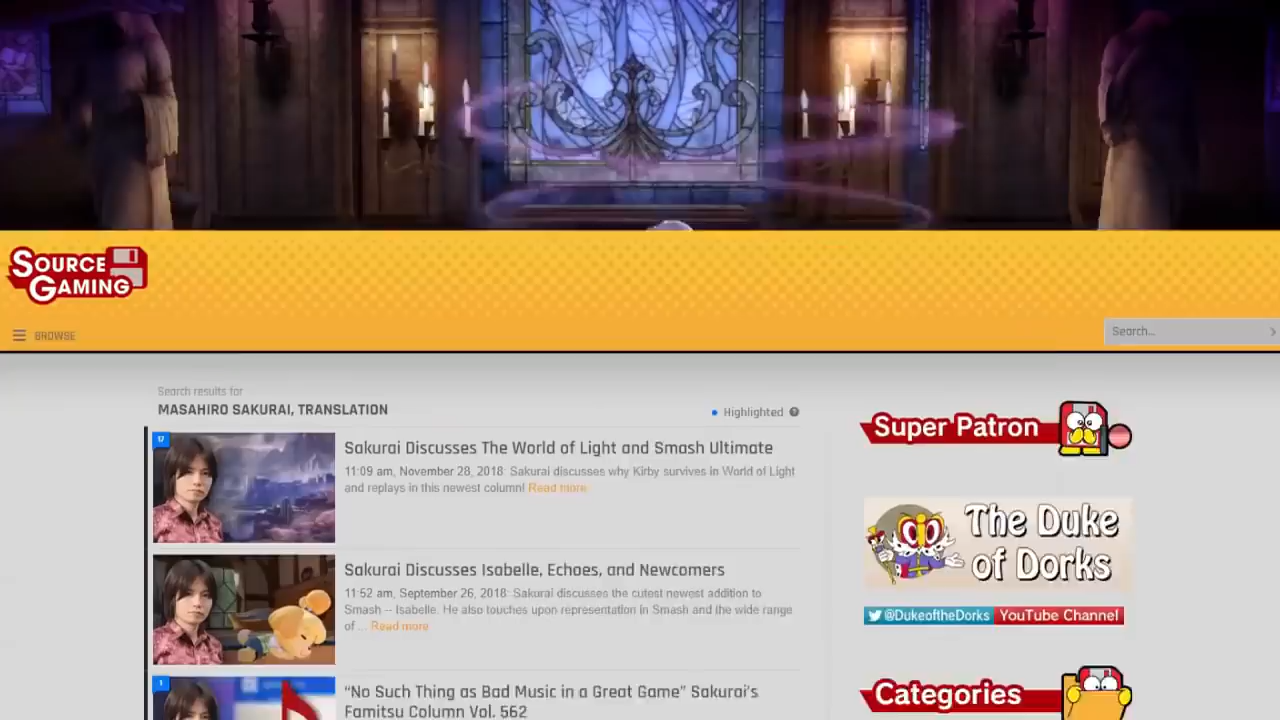 SOURCE
GAMING
BROWSE
Search...
Search results for
MASAHIRO SAKURAI, TRANSLATION
Highlighted
17
Sakurai Discusses The World of Light and Smash Ultimate
11:09 am, November 28, 2018: Sakurai discusses why Kirby survives in World of Light
and replays in this newest column! Read more
Sakurai Discusses Isabelle, Echoes, and Newcomers
11:52 am, September 26, 2018: Sakurai discusses the cutest newest addition to
Smash -- Isabelle. He also touches upon representation in Smash and the wide range
of ... Read more
1
“No Such Thing as Bad Music in a Great Game” Sakurai’s
Famitsu Column Vol. 562
Super Patron
The Duke
of Dorks
@DukeoftheDorks YouTube Channel
Categories